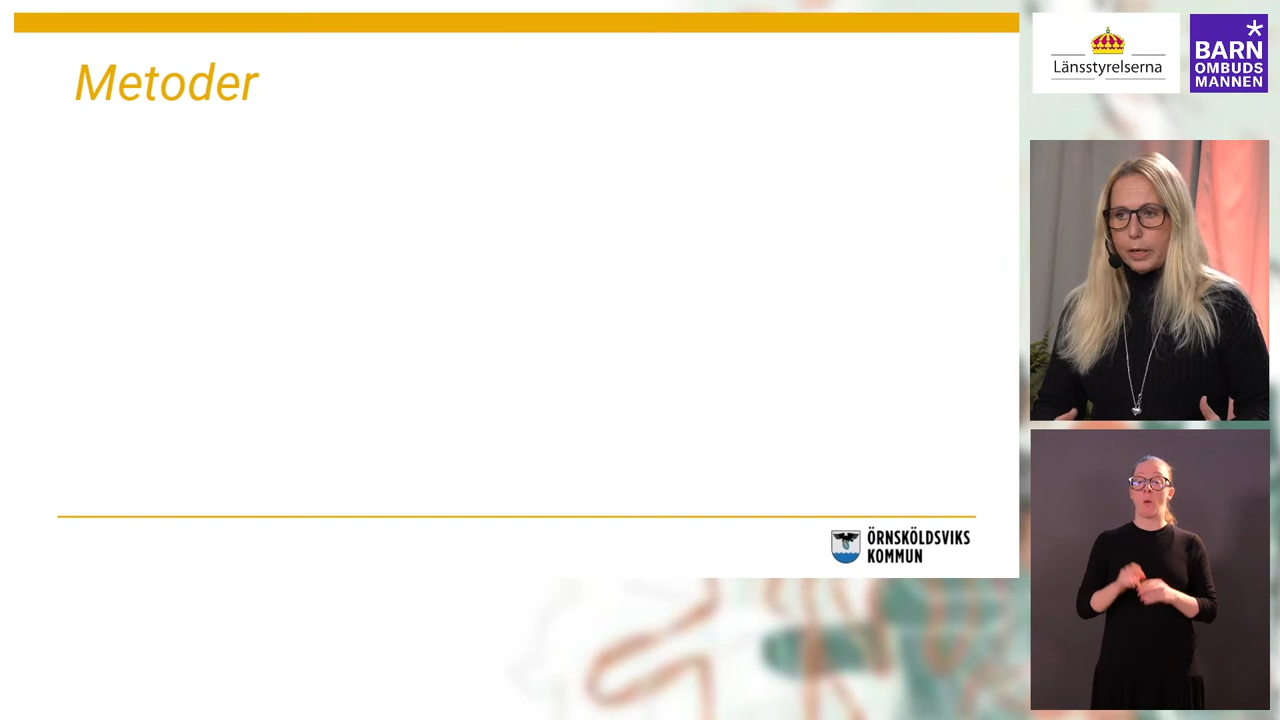 Metoder
ÖRNSKÖLDSVIKS
KOMMUN
Länsstyrelserna
BARN
OMBUDS
MANNEN